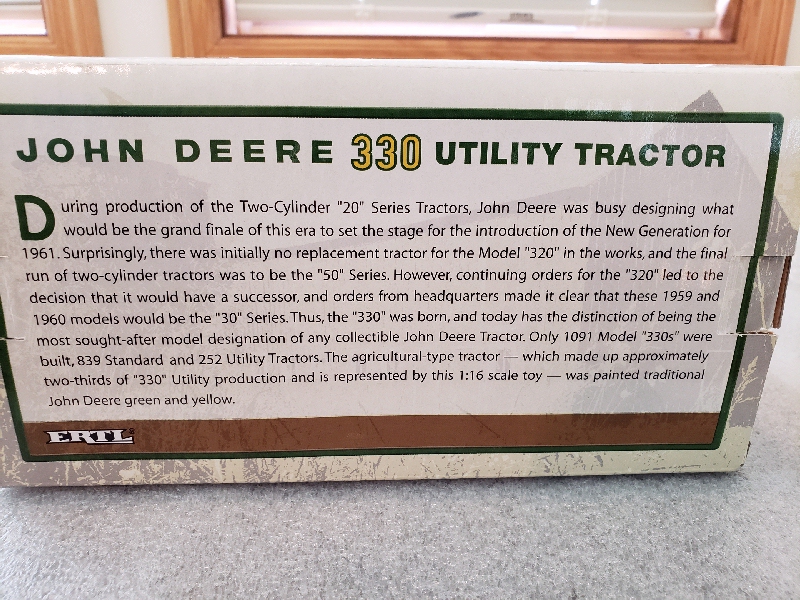 JOHN DEERE 330 UTILITY TRACTOR
During production of the Two-Cylinder "20" Series Tractors, John Deere was busy designing what
would be the grand finale of this era to set the stage for the introduction of the New Generation for
1961. Surprisingly, there was initially no replacement tractor for the Model "320" in the works, and the final
run of two-cylinder tractors was to be the "50" Series. However, continuing orders for the "320" led to the
decision that it would have a successor, and orders from headquarters made it clear that these 1959 and
1960 models would be the "30" Series. Thus, the "330" was born, and today has the distinction of being the
most sought-after model designation of any collectible John Deere Tractor. Only 1091 Model "330s" were
built, 839 Standard and 252 Utility Tractors. The agricultural-type tractor — which made up approximately
two-thirds of "330" Utility production and is represented by this 1:16 scale toy — was painted traditional
John Deere green and yellow.
ERTL®